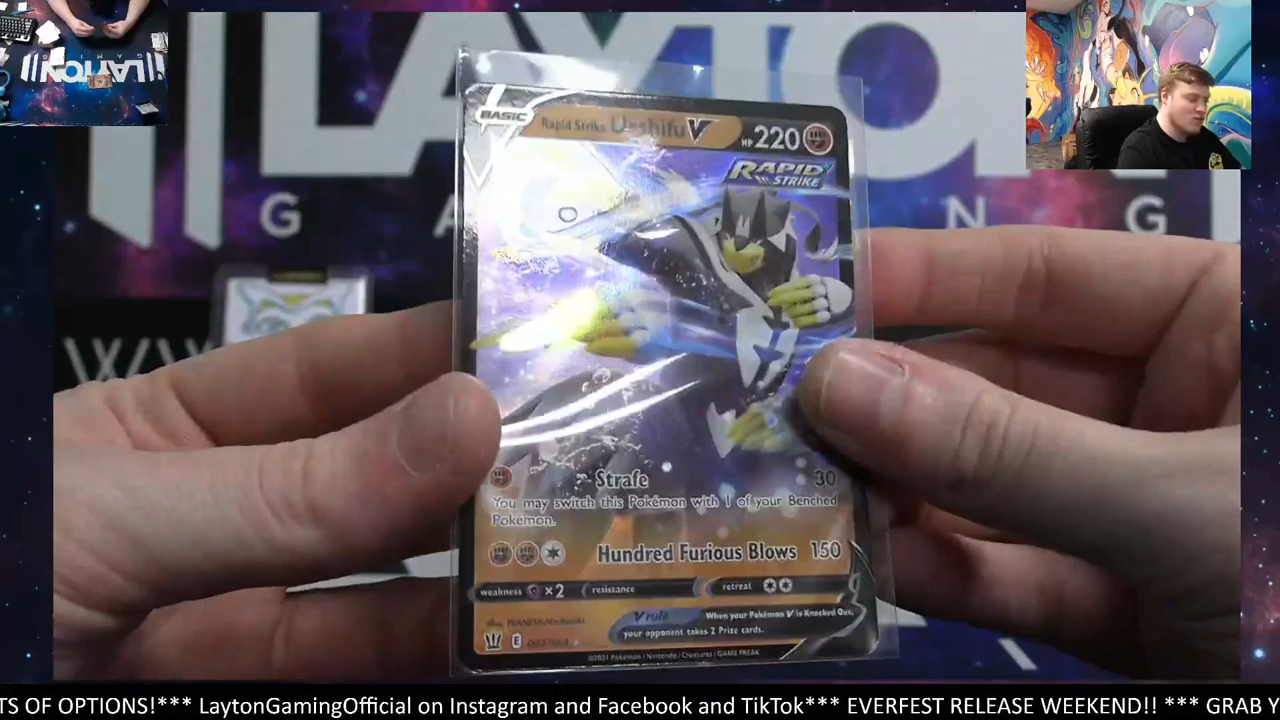 LAYTON
G A N G
BASIC
Rapid Strike Urshifu V
HP 220
RAPID
STRIKE
Strafe 30
You may switch this Pokémon with 1 of your Benched
Pokémon.
Hundred Furious Blows 150
weakness ×2 resistance retreat
V rule When your Pokémon V is Knocked Out,
your opponent takes 2 Prize cards.
E
©2021 Pokémon / Nintendo / Creatures / GAME FREAK
TS OF OPTIONS!*** LaytonGamingOfficial on Instagram and Facebook and TikTok*** EVERFEST RELEASE WEEKEND!! *** GRAB Y